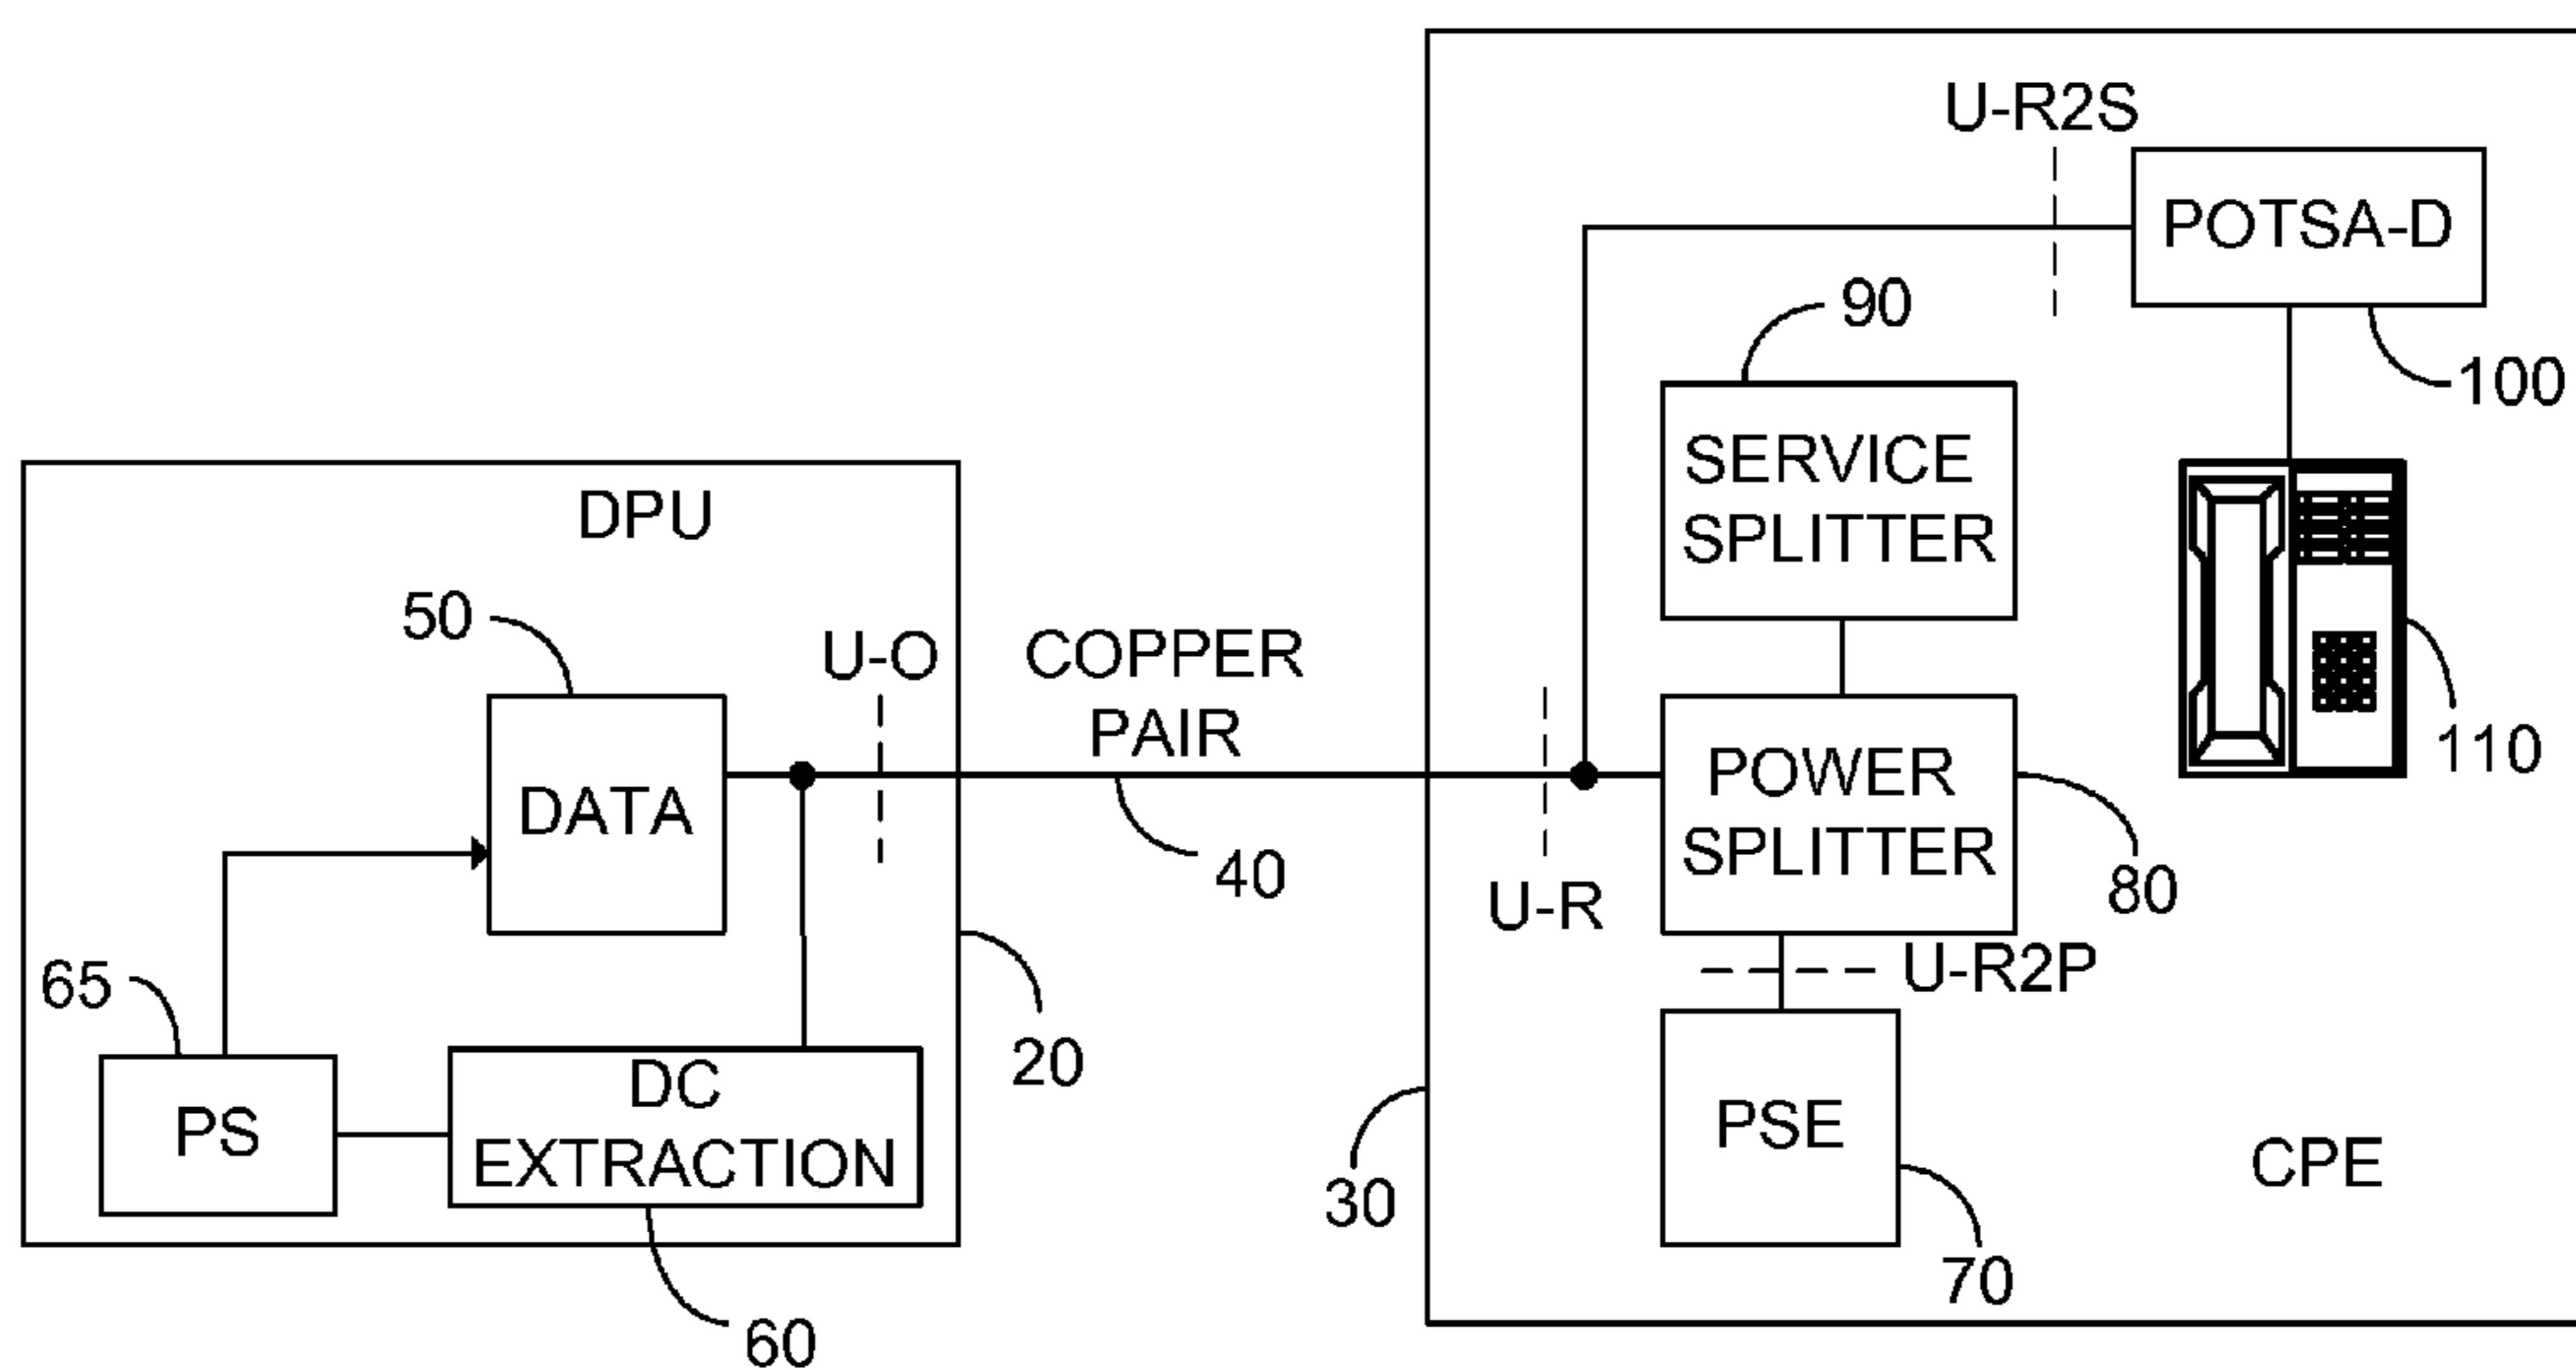 U-R2S
POTSA-D
90
100
SERVICE
SPLITTER
DPU
50
U-O
COPPER
PAIR
110
DATA
POWER
SPLITTER
40
80
U-R
U-R2P
65
20
DC
EXTRACTION
PS
PSE
30
CPE
70
60